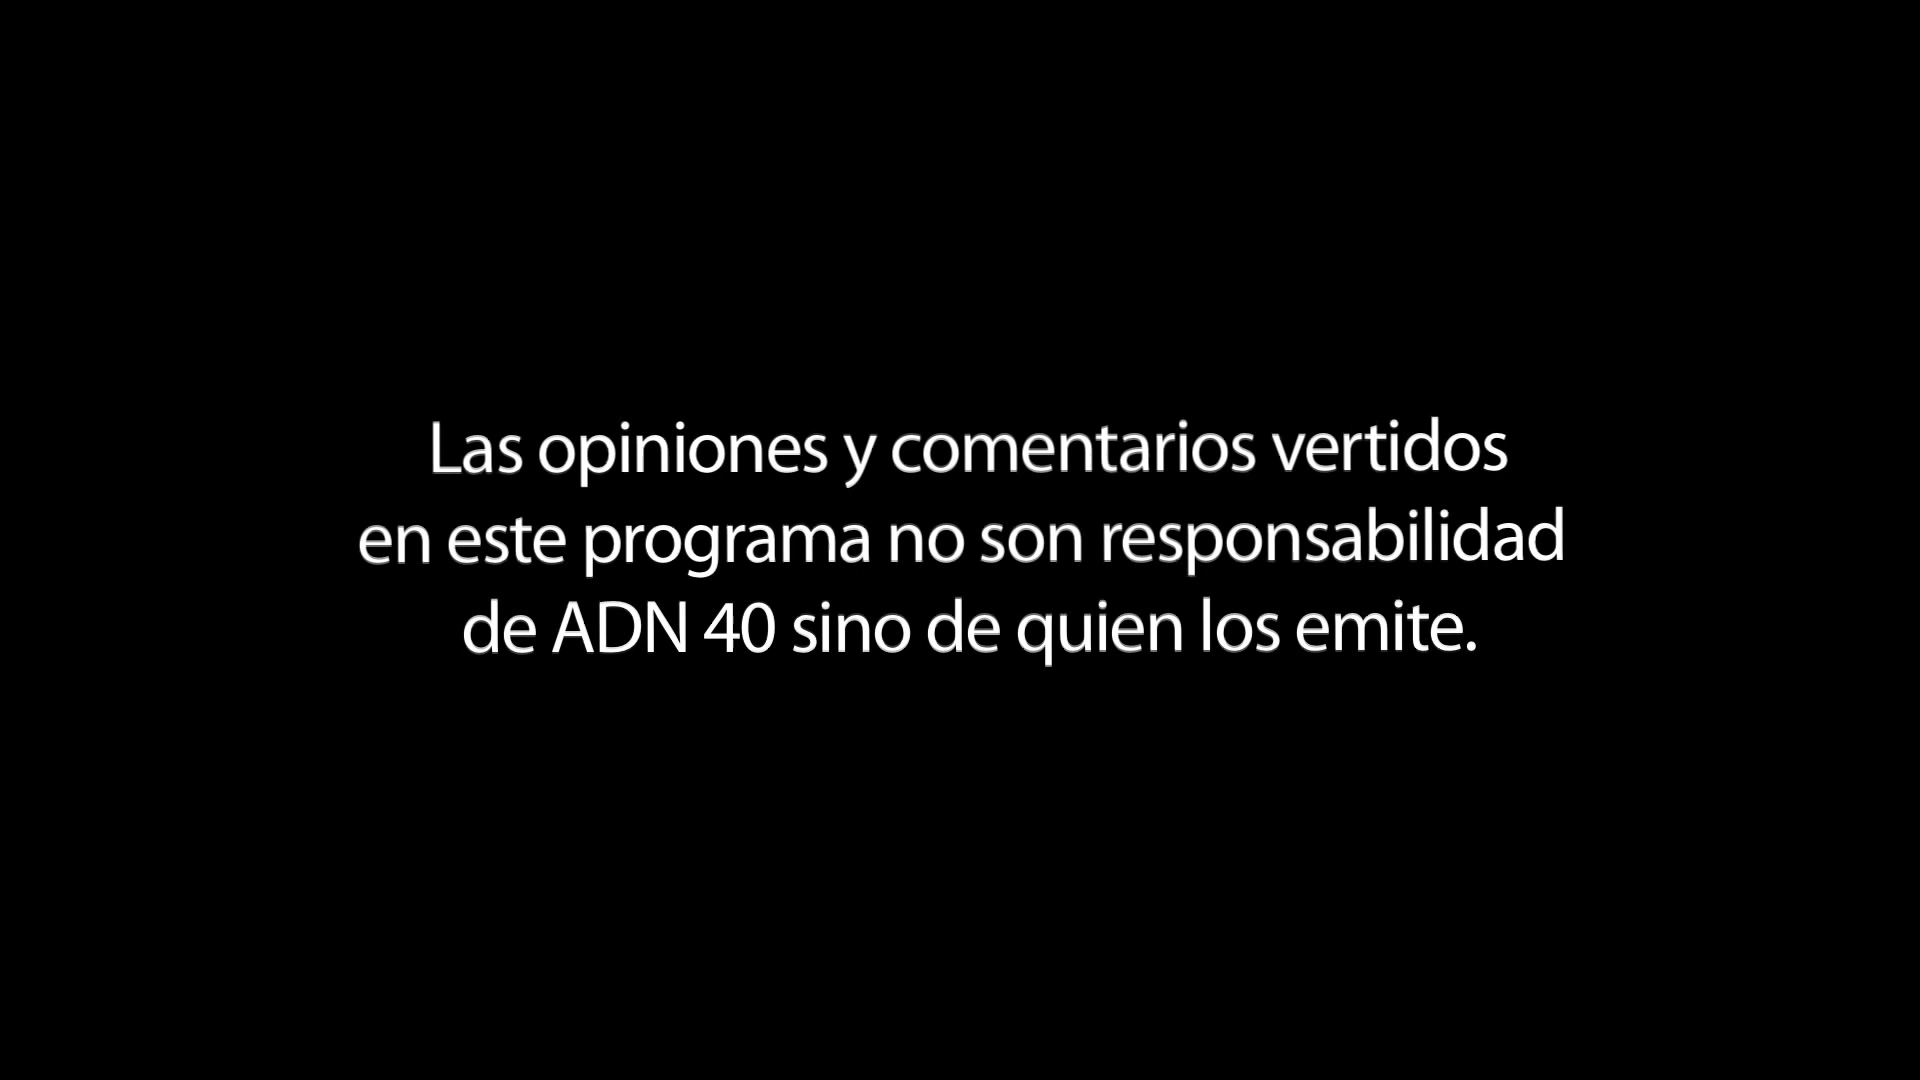 Las opiniones y comentarios vertidos
en este programa no son responsabilidad
de ADN 40 sino de quien los emite.